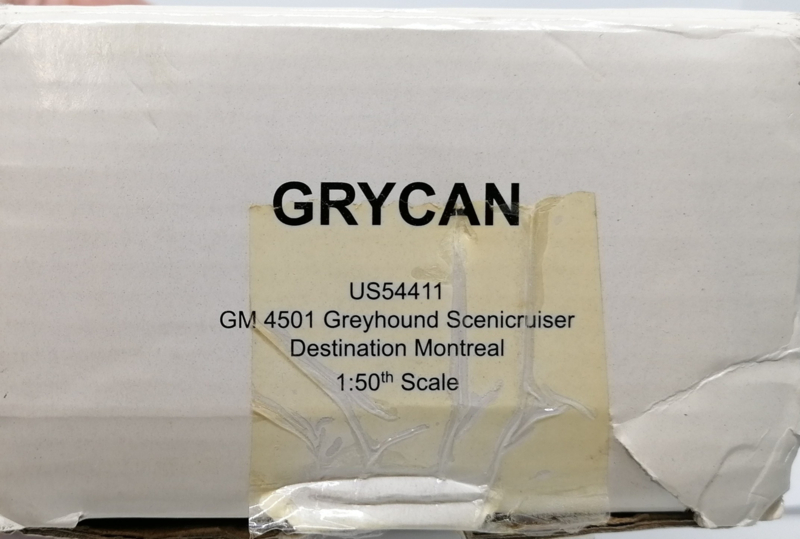 GRYCAN
US54411
GM 4501 Greyhound Scenicruiser
Destination Montreal
1:50th Scale